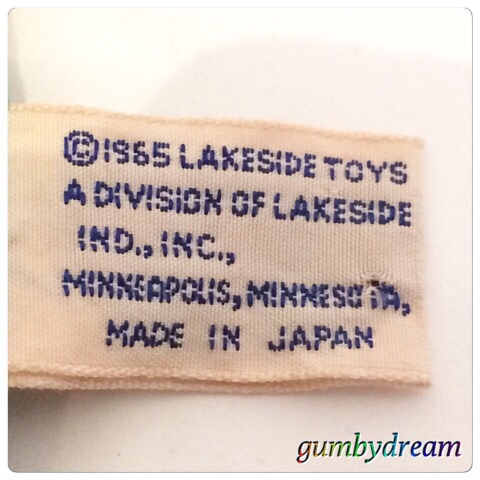 ©1965 LAKESIDE TOYS
A DIVISION OF LAKESIDE
IND., INC.,
MINNEAPOLIS, MINNESOTA,
MADE IN JAPAN
gumbydream